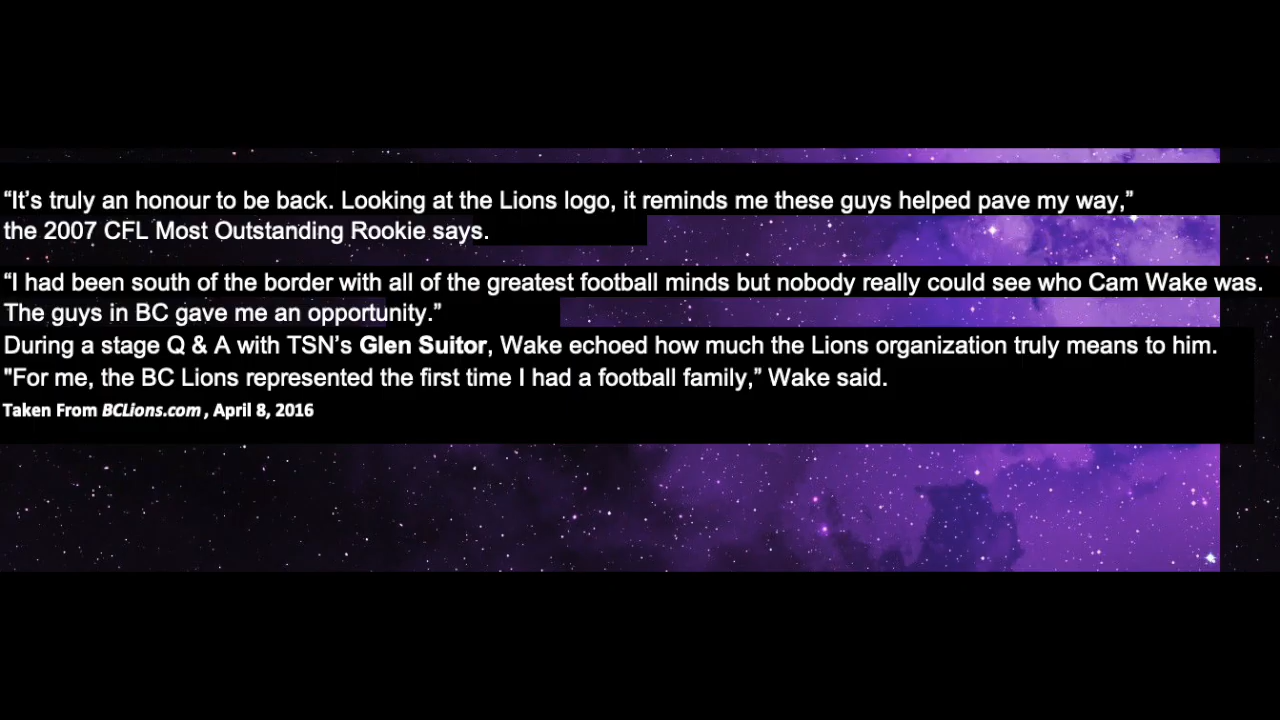 “It’s truly an honour to be back. Looking at the Lions logo, it reminds me these guys helped pave my way,”
the 2007 CFL Most Outstanding Rookie says.
“I had been south of the border with all of the greatest football minds but nobody really could see who Cam Wake was.
The guys in BC gave me an opportunity.”
During a stage Q & A with TSN’s Glen Suitor, Wake echoed how much the Lions organization truly means to him.
"For me, the BC Lions represented the first time I had a football family,” Wake said.
Taken From BCLions.com , April 8, 2016